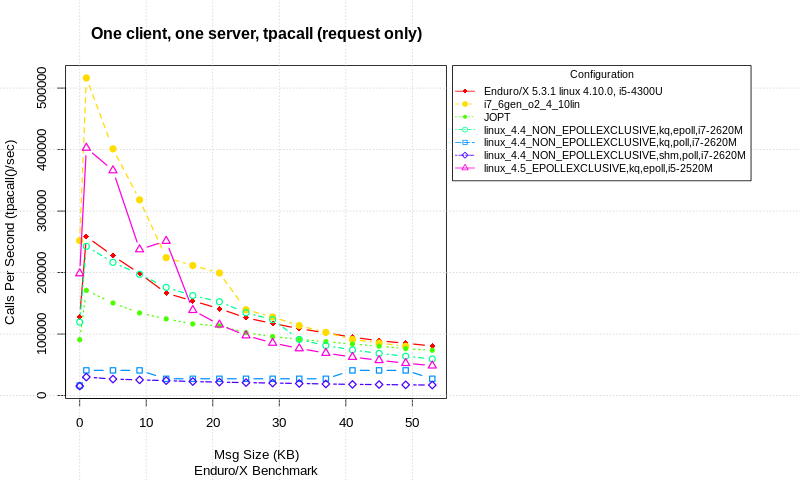 One client, one server, tpacall (request only)
Configuration
Enduro/X 5.3.1 linux 4.10.0, i5-4300U
i7_6gen_o2_4_10lin
JOPT
linux_4.4_NON_EPOLLEXCLUSIVE,kq,epoll,i7-2620M
linux_4.4_NON_EPOLLEXCLUSIVE,kq,poll,i7-2620M
linux_4.4_NON_EPOLLEXCLUSIVE,shm,poll,i7-2620M
linux_4.5_EPOLLEXCLUSIVE,kq,epoll,i5-2520M
Calls Per Second (tpacall()/sec)
500000
400000
300000
200000
100000
0
0 10 20 30 40 50
Msg Size (KB)
Enduro/X Benchmark